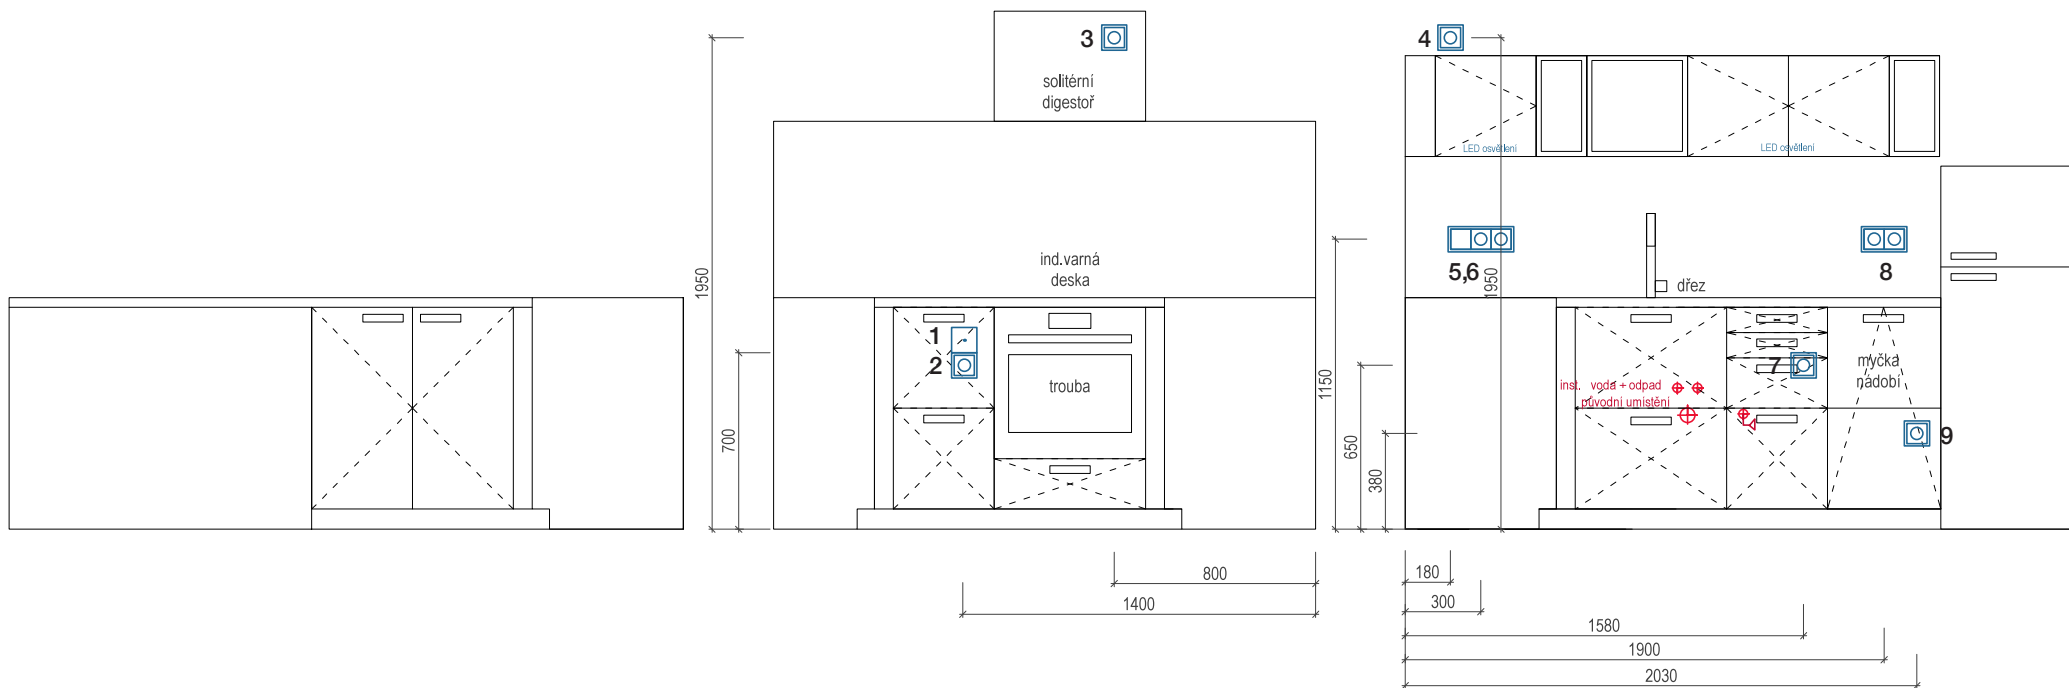 3
4
solitérní
digestoř
LED osvětlení
LED osvětlení
1950
ind.varná
deska
5,6
1950
8
dřez
1
2
trouba
7
myčka
nádobí
inst. voda + odpad
původní umístění
700
1150
650
380
9
800
1400
180
300
1580
1900
2030